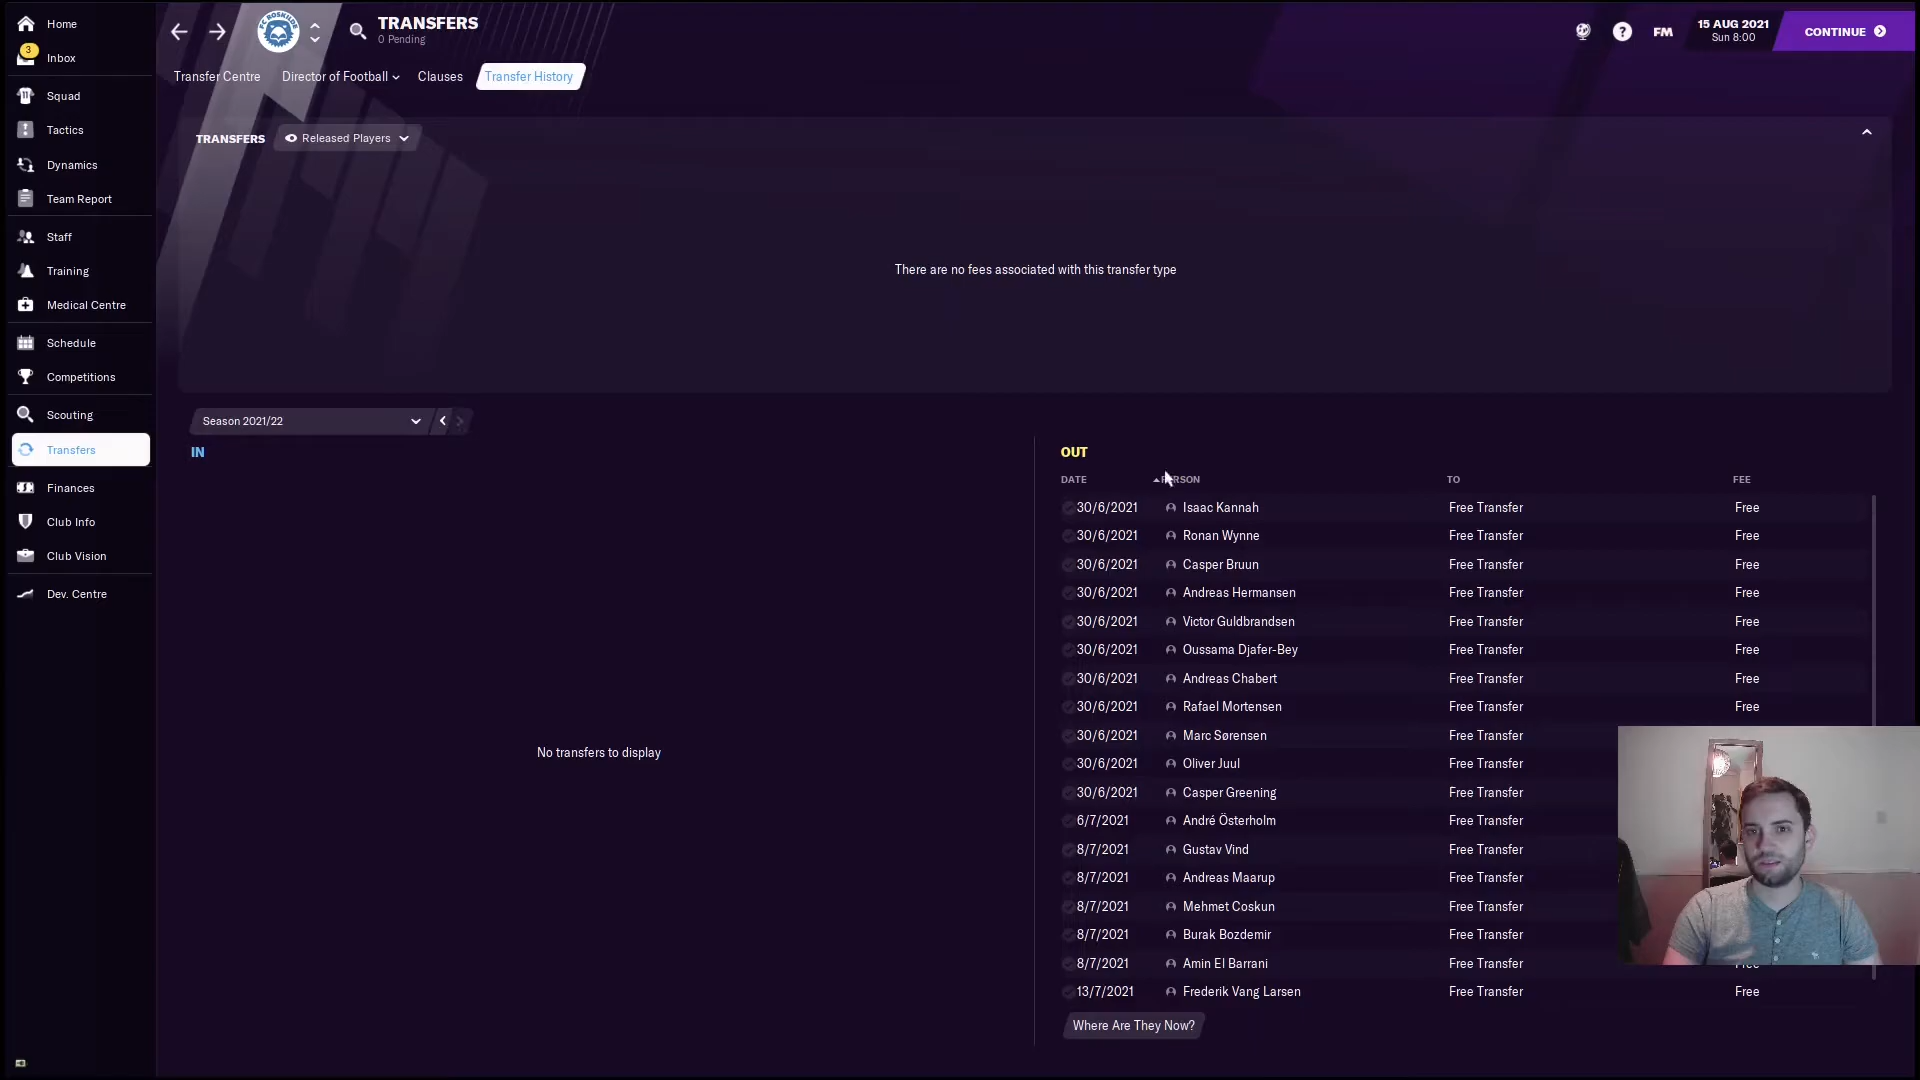 Home
3
Inbox
Squad
Tactics
Dynamics
Team Report
Staff
Training
Medical Centre
Schedule
Competitions
Scouting
Transfers
Finances
Club Info
Club Vision
Dev. Centre
TRANSFERS
0 Pending
FM
15 AUG 2021
Sun 8:00
CONTINUE
Transfer Centre
Director of Football
Clauses
Transfer History
TRANSFERS
Released Players
There are no fees associated with this transfer type
Season 2021/22
IN
No transfers to display
OUT
DATE PERSON TO FEE
30/6/2021 Isaac Kannah Free Transfer Free
30/6/2021 Ronan Wynne Free Transfer Free
30/6/2021 Casper Bruun Free Transfer Free
30/6/2021 Andreas Hermansen Free Transfer Free
30/6/2021 Victor Guldbrandsen Free Transfer Free
30/6/2021 Oussama Djafer-Bey Free Transfer Free
30/6/2021 Andreas Chabert Free Transfer Free
30/6/2021 Rafael Mortensen Free Transfer Free
30/6/2021 Marc Sørensen Free Transfer
30/6/2021 Oliver Juul Free Transfer
30/6/2021 Casper Greening Free Transfer
6/7/2021 André Österholm Free Transfer
8/7/2021 Gustav Vind Free Transfer
8/7/2021 Andreas Maarup Free Transfer
8/7/2021 Mehmet Coskun Free Transfer
8/7/2021 Burak Bozdemir Free Transfer
8/7/2021 Amin El Barrani Free Transfer Free
13/7/2021 Frederik Vang Larsen Free Transfer Free
Where Are They Now?